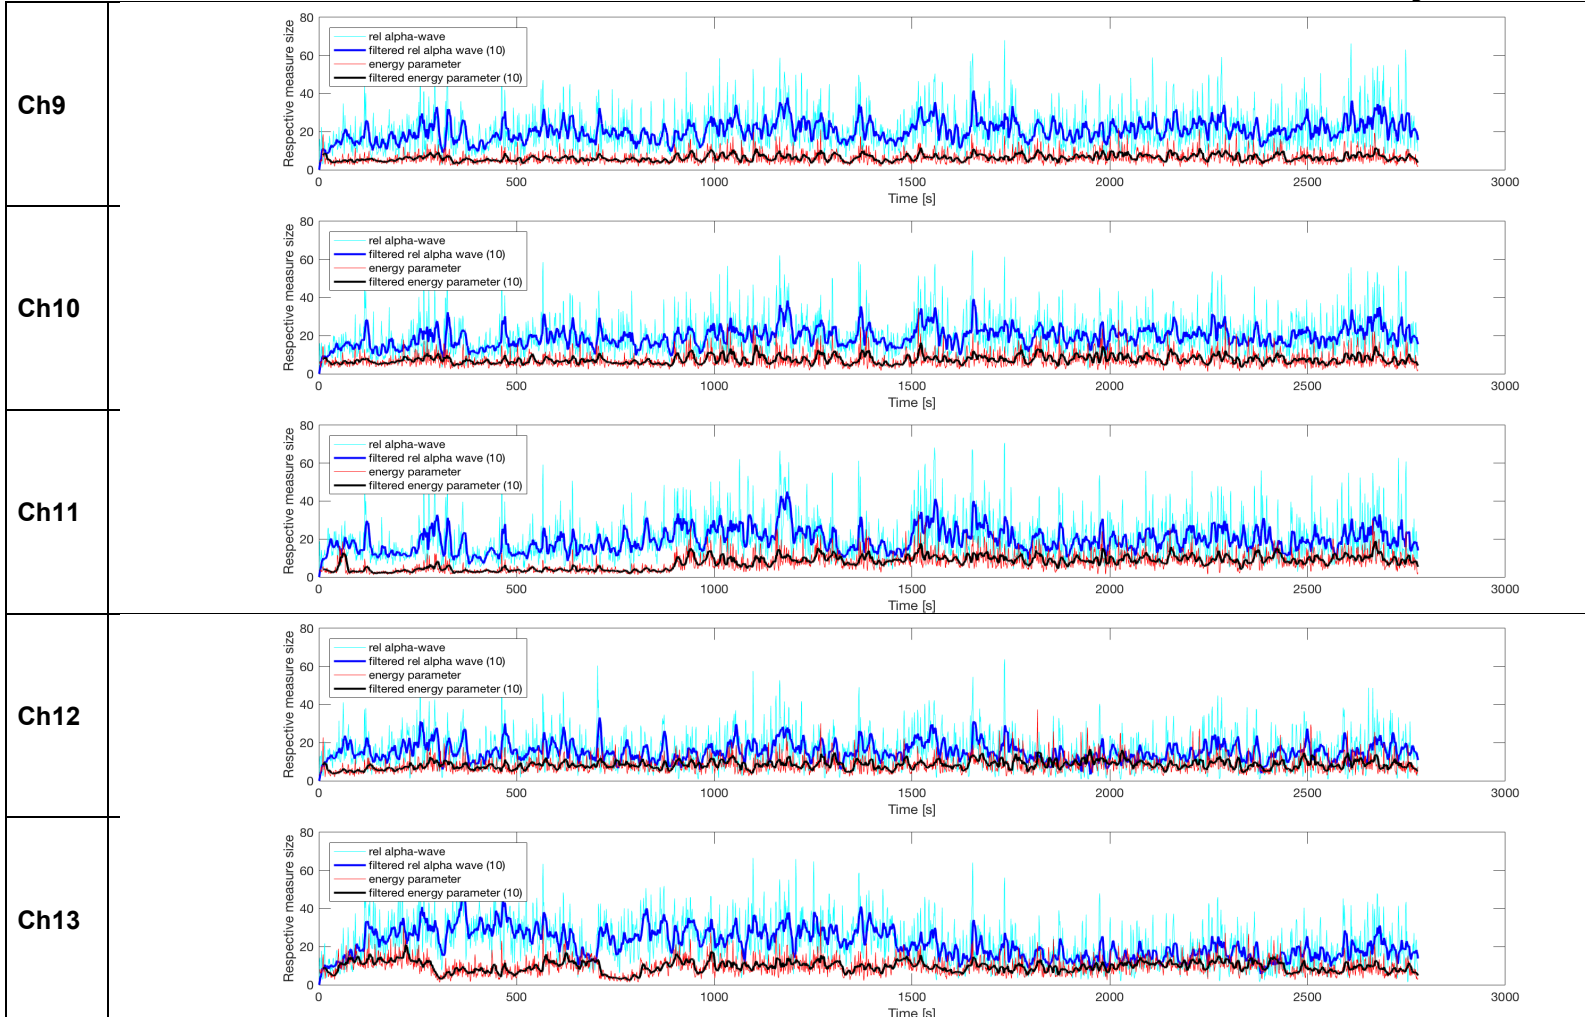 Ch9
80
60
40
20
0
Respective measure size
rel alpha-wave
filtered rel alpha wave (10)
energy parameter
filtered energy parameter (10)
0 500 1000 1500 2000 2500 3000
Time [s]
Ch10
80
60
40
20
0
Respective measure size
rel alpha-wave
filtered rel alpha wave (10)
energy parameter
filtered energy parameter (10)
0 500 1000 1500 2000 2500 3000
Time [s]
Ch11
80
60
40
20
0
Respective measure size
rel alpha-wave
filtered rel alpha wave (10)
energy parameter
filtered energy parameter (10)
0 500 1000 1500 2000 2500 3000
Time [s]
Ch12
80
60
40
20
0
Respective measure size
rel alpha-wave
filtered rel alpha wave (10)
energy parameter
filtered energy parameter (10)
0 500 1000 1500 2000 2500 3000
Time [s]
Ch13
80
60
40
20
0
Respective measure size
rel alpha-wave
filtered rel alpha wave (10)
energy parameter
filtered energy parameter (10)
0 500 1000 1500 2000 2500 3000
Time [s]